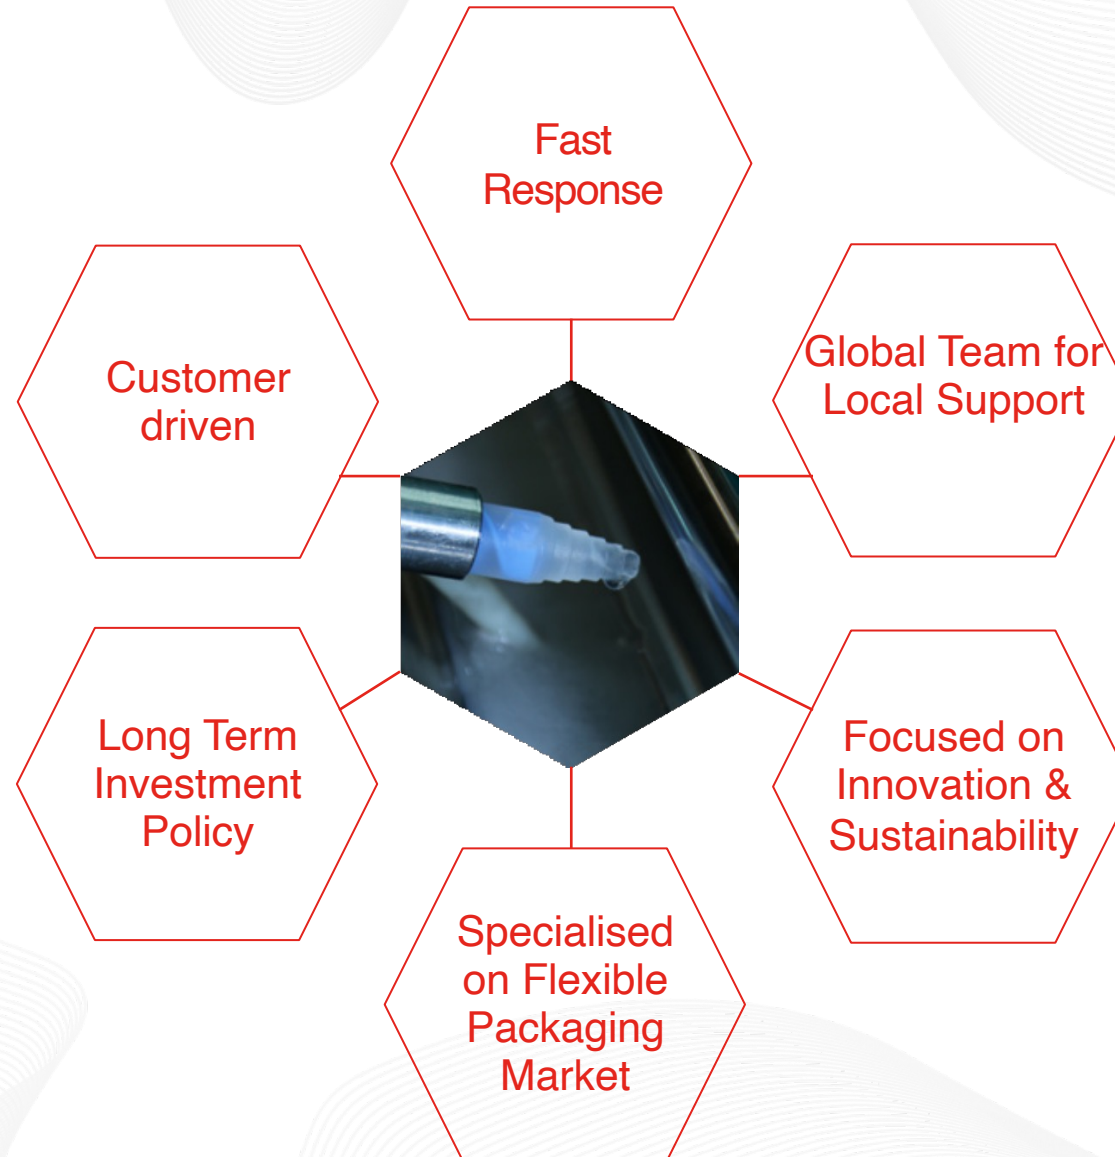 Fast
Response
Global Team for
Local Support
Customer
driven
Long Term
Investment
Policy
Focused on
Innovation &
Sustainability
Specialised
on Flexible
Packaging
Market